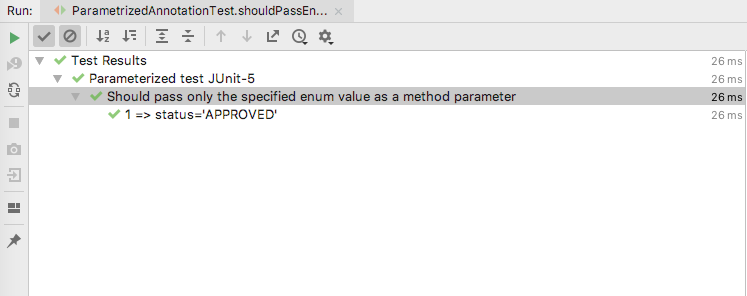 Run: ParametrizedAnnotationTest.shouldPassEn...
Test Results 26 ms
Parameterized test JUnit-5 26 ms
Should pass only the specified enum value as a method parameter 26 ms
1 => status='APPROVED' 26 ms